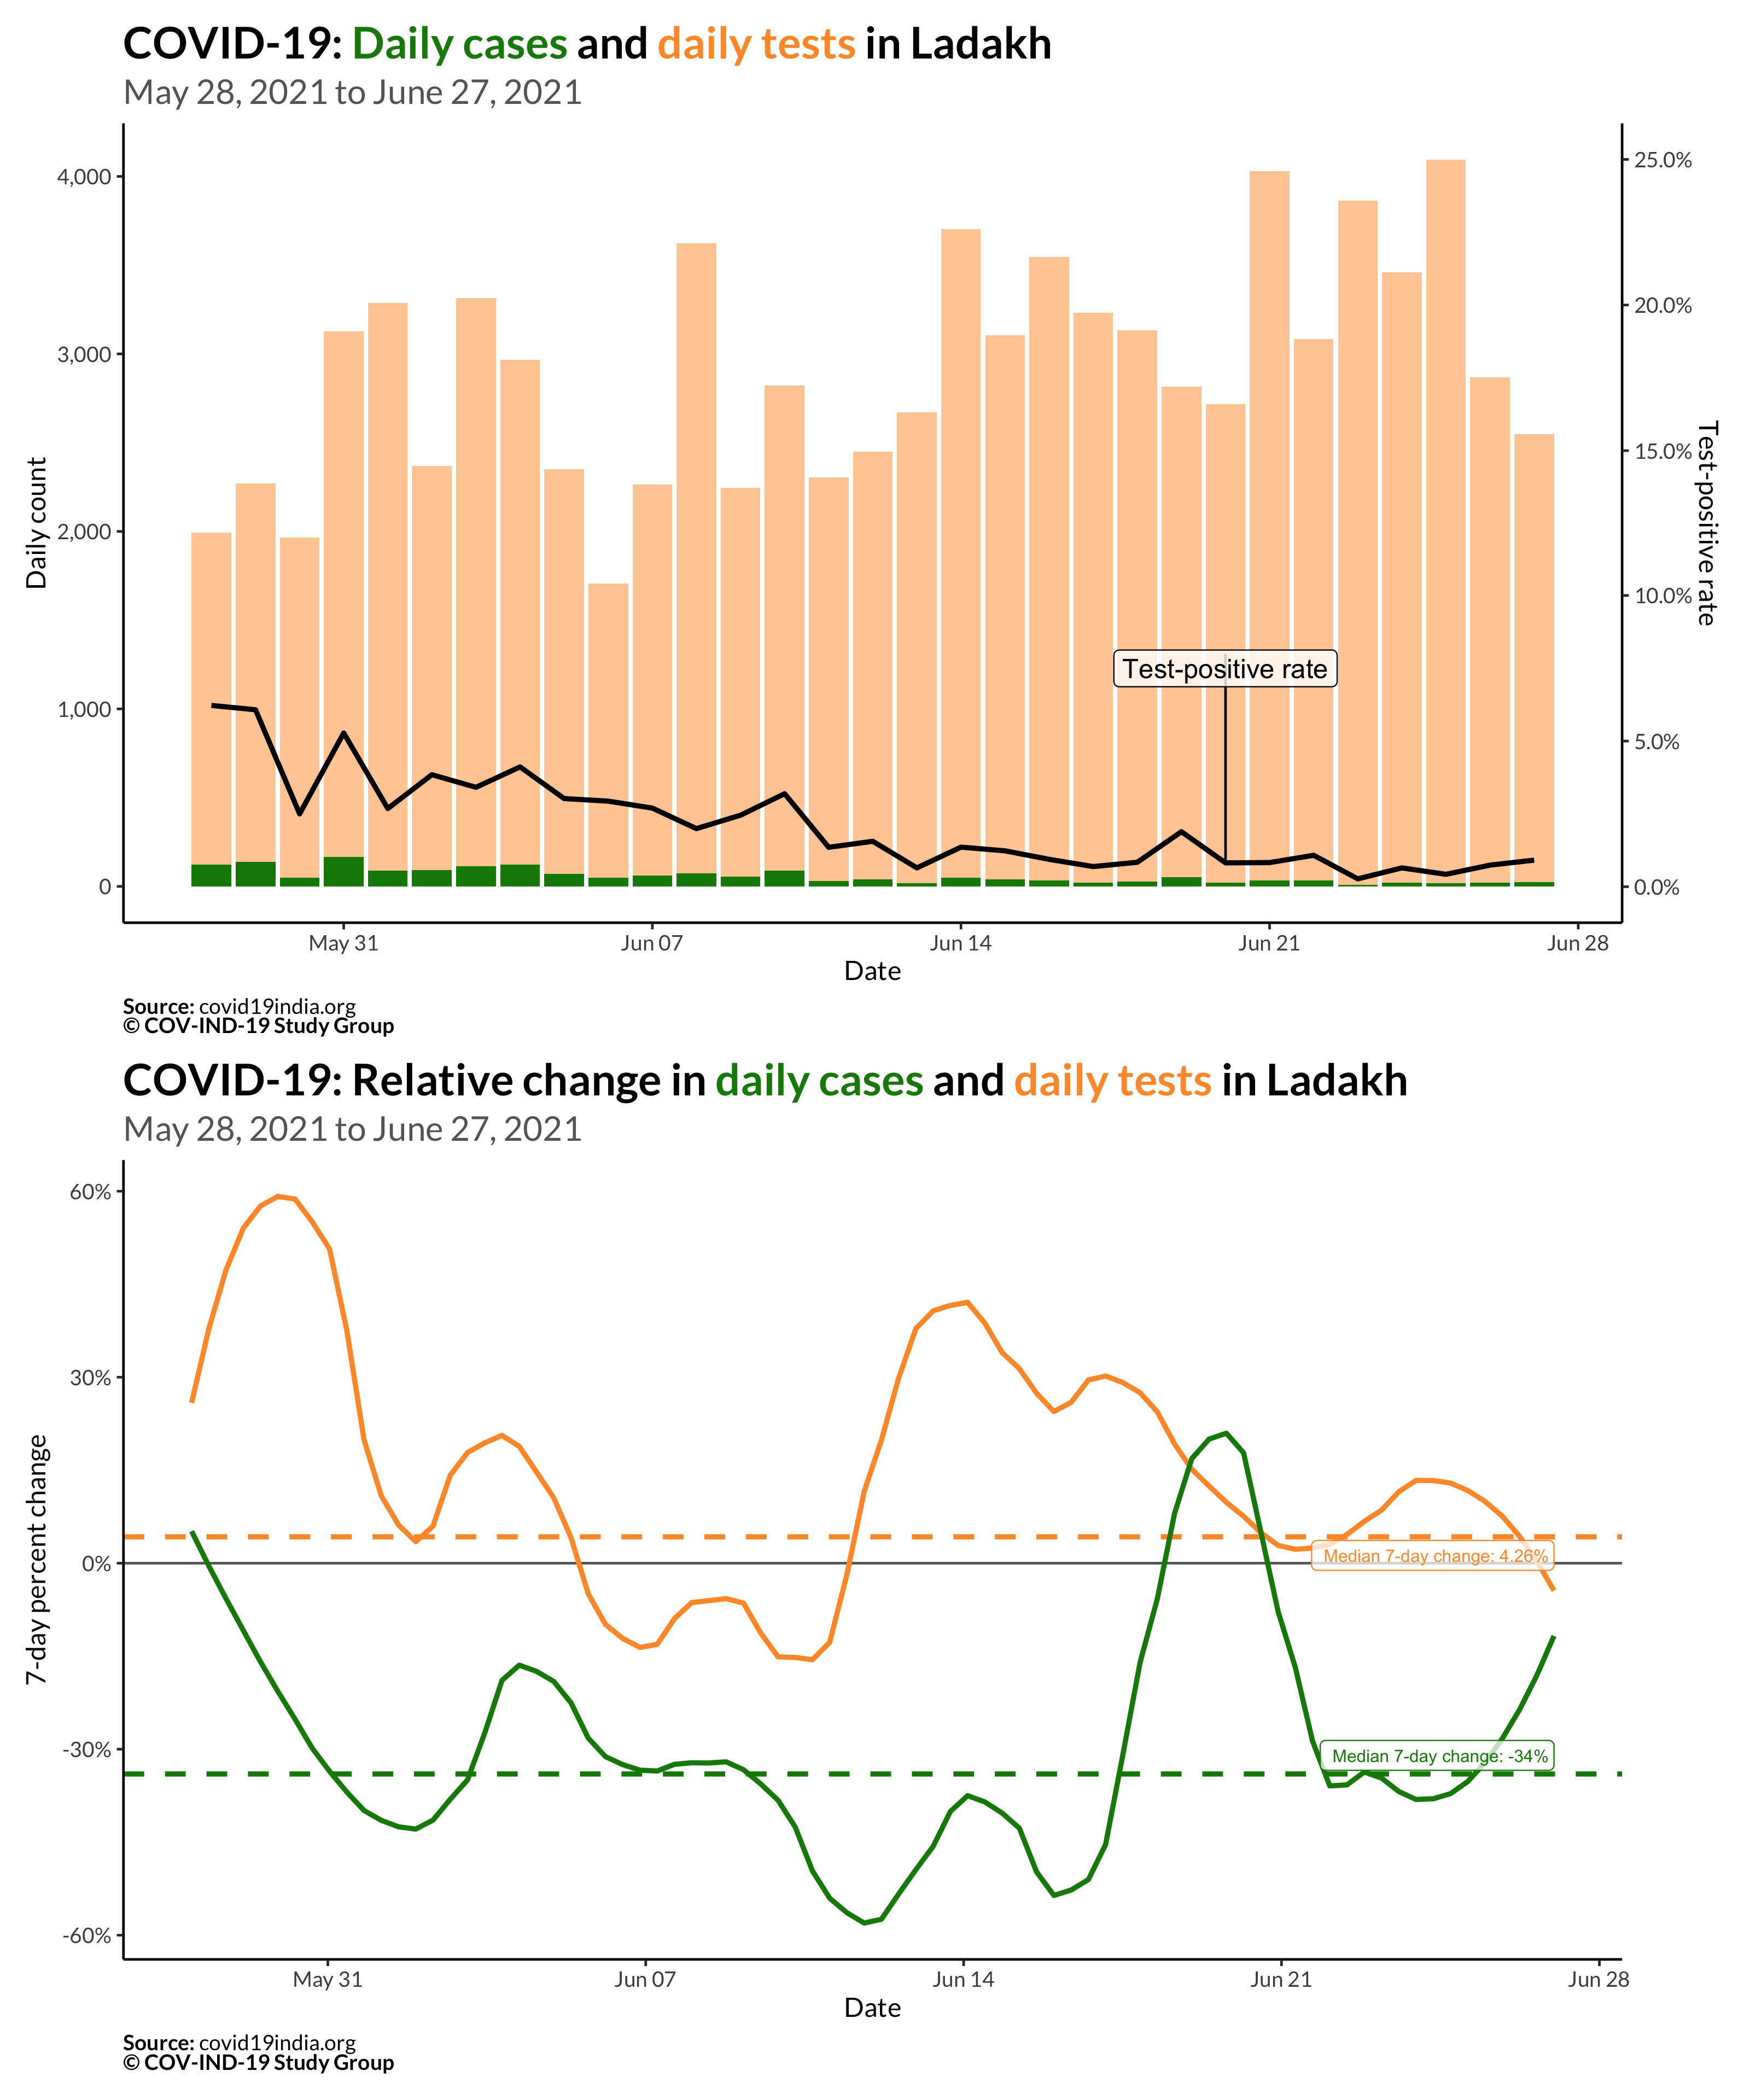 COVID-19: Daily cases and daily tests in Ladakh
May 28, 2021 to June 27, 2021
4,000
3,000
2,000
1,000
0
Daily count
25.0%
20.0%
15.0%
10.0%
5.0%
0.0%
Test-positive rate
Test-positive rate
May 31
Jun 07
Jun 14
Jun 21
Jun 28
Date
Source: covid19india.org
© COV-IND-19 Study Group
COVID-19: Relative change in daily cases and daily tests in Ladakh
May 28, 2021 to June 27, 2021
60%
30%
0%
-30%
-60%
7-day percent change
Median 7-day change: 4.26%
Median 7-day change: -34%
May 31
Jun 07
Jun 14
Jun 21
Jun 28
Date
Source: covid19india.org
© COV-IND-19 Study Group